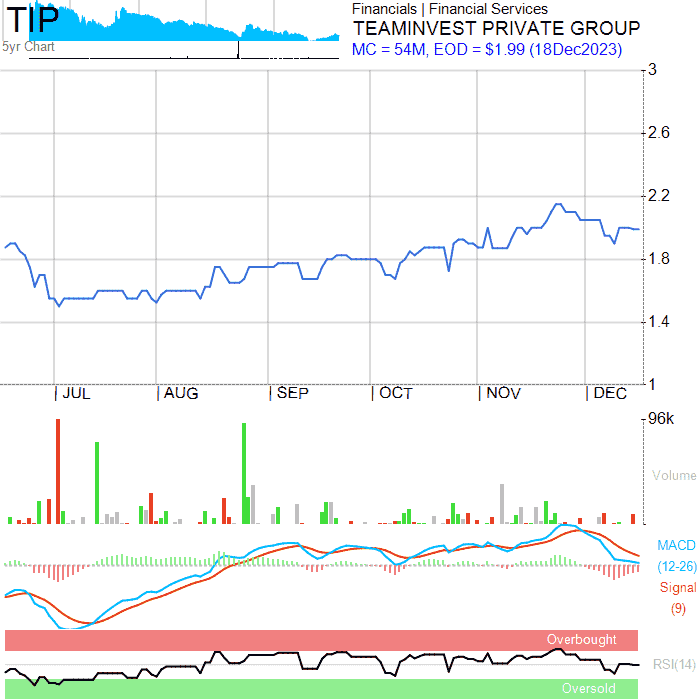 TIP
5yr Chart
Financials | Financial Services
TEAMINVEST PRIVATE GROUP
MC = 54M, EOD = $1.99 (18Dec2023)
3
2.6
2.2
1.8
1.4
1
| JUL | AUG | SEP | OCT | NOV | DEC
96k
Volume
MACD
(12-26)
Signal
(9)
Overbought
RSI(14)
Oversold